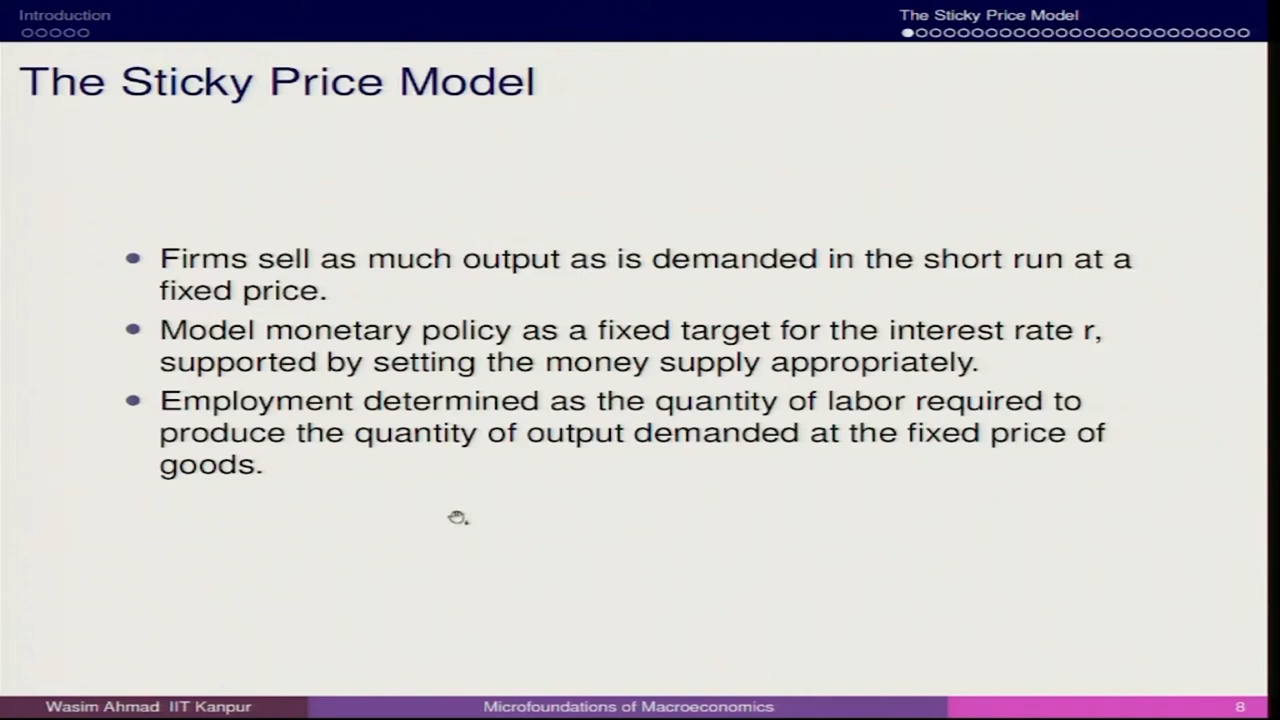 Introduction
The Sticky Price Model
The Sticky Price Model
Firms sell as much output as is demanded in the short run at a
fixed price.
Model monetary policy as a fixed target for the interest rate r,
supported by setting the money supply appropriately.
Employment determined as the quantity of labor required to
produce the quantity of output demanded at the fixed price of
goods.
Wasim Ahmad IIT Kanpur
Microfoundations of Macroeconomics
8